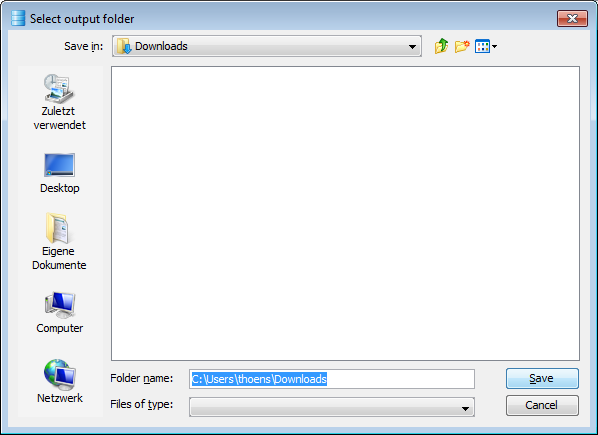 Select output folder
Save in:
Downloads
Zuletzt
verwendet
Desktop
Eigene
Dokumente
Computer
Netzwerk
Folder name:
C:\Users\thoens\Downloads
Save
Files of type:
Cancel